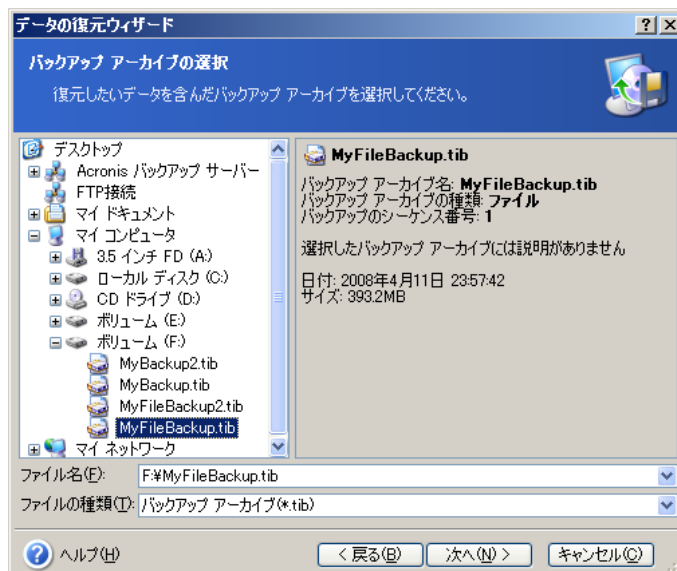 データの復元ウィザード
バックアップ アーカイブの選択
復元したいデータを含んだバックアップ アーカイブを選択してください。
デスクトップ
Acronis バックアップ サーバー
FTP接続
マイ ドキュメント
マイ コンピュータ
3.5 インチ FD (A:)
ローカル ディスク (C:)
CD ドライブ (D:)
ボリューム (E:)
ボリューム (F:)
MyBackup2.tib
MyBackup.tib
MyFileBackup2.tib
MyFileBackup.tib
マイ ネットワーク
MyFileBackup.tib
バックアップ アーカイブ名: MyFileBackup.tib
バックアップ アーカイブの種類: ファイル
バックアップのシーケンス番号: 1
選択したバックアップ アーカイブには説明がありません
日付: 2008年4月11日 23:57:42
サイズ: 393.2MB
ファイル名(F): F:¥MyFileBackup.tib
ファイルの種類(T): バックアップ アーカイブ(*.tib)
ヘルプ(H) < 戻る(B) 次へ(N) > キャンセル(C)